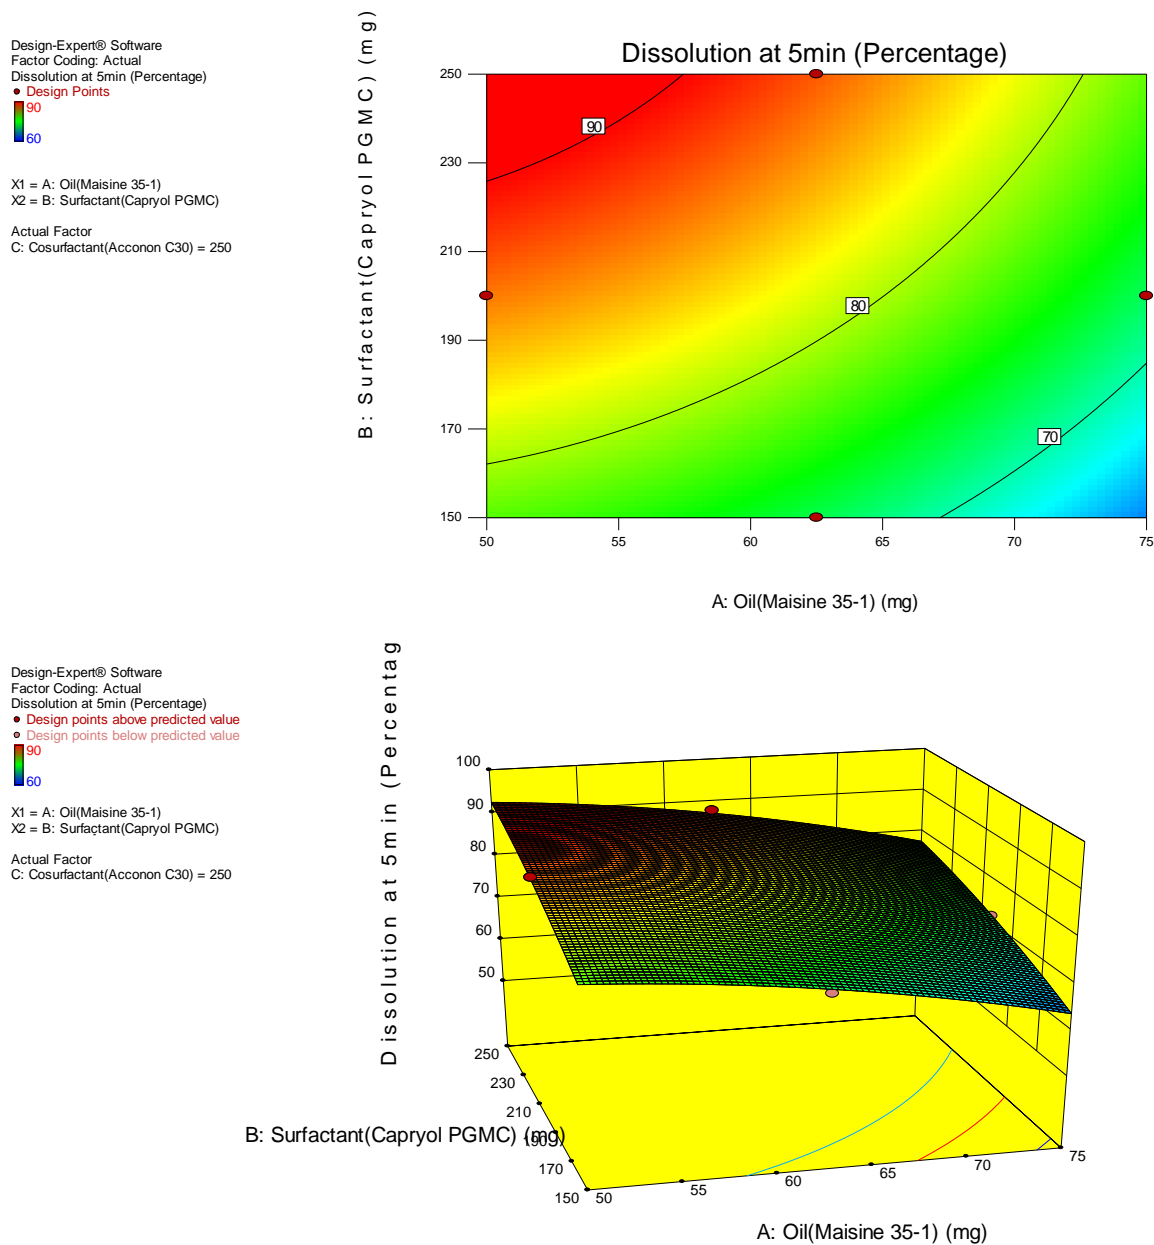 Design-Expert® Software
Factor Coding: Actual
Dissolution at 5min (Percentage)
Design Points
90
60
X1 = A: Oil(Maisine 35-1)
X2 = B: Surfactant(Capryol PGMC)
Actual Factor
C: Cosurfactant(Acconon C30) = 250
Dissolution at 5min (Percentage)
B: Surfactant(Capryol PGMC) (mg)
250
230
210
190
170
150
90
80
70
50
55
60
65
70
75
A: Oil(Maisine 35-1) (mg)
Design-Expert® Software
Factor Coding: Actual
Dissolution at 5min (Percentage)
Design points above predicted value
Design points below predicted value
90
60
X1 = A: Oil(Maisine 35-1)
X2 = B: Surfactant(Capryol PGMC)
Actual Factor
C: Cosurfactant(Acconon C30) = 250
Dissolution at 5min (Percentag
100
90
80
70
60
50
250
230
210
190
170
150
B: Surfactant(Capryol PGMC) (mg)
50
55
60
65
70
75
A: Oil(Maisine 35-1) (mg)